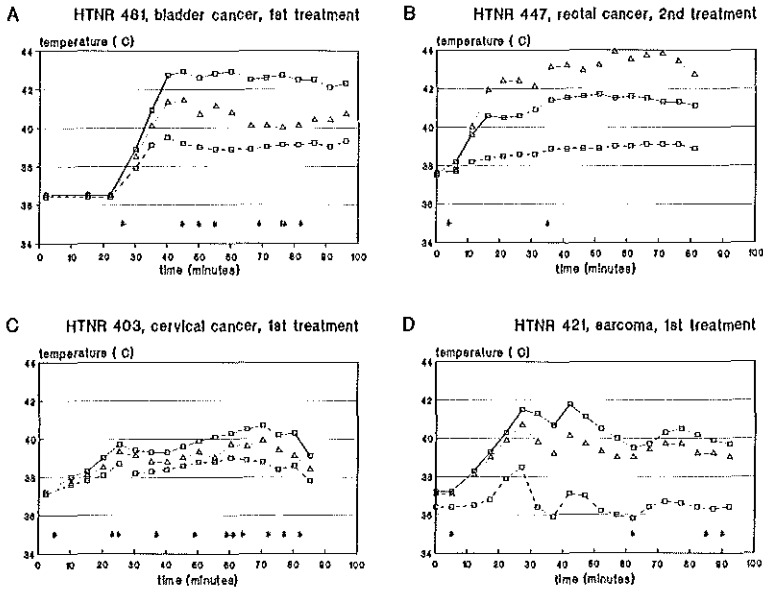 A HTNR 481, bladder cancer, 1st treatment
temperature ( C)
44
42
40
38
36
34
0 10 20 30 40 50 60 70 80 90 100
time (minutes)
B HTNR 447, rectal cancer, 2nd treatment
temperature ( C)
44
42
40
38
36
34
0 10 20 30 40 50 60 70 80 90 100
time (minutes)
C HTNR 403, cervical cancer, 1st treatment
temperature ( C)
44
42
40
38
36
34
0 10 20 30 40 50 60 70 80 90 100
time (minutes)
D HTNR 421, sarcoma, 1st treatment
temperature ( C)
44
42
40
38
36
34
0 10 20 30 40 50 60 70 80 90 100
time (minutes)